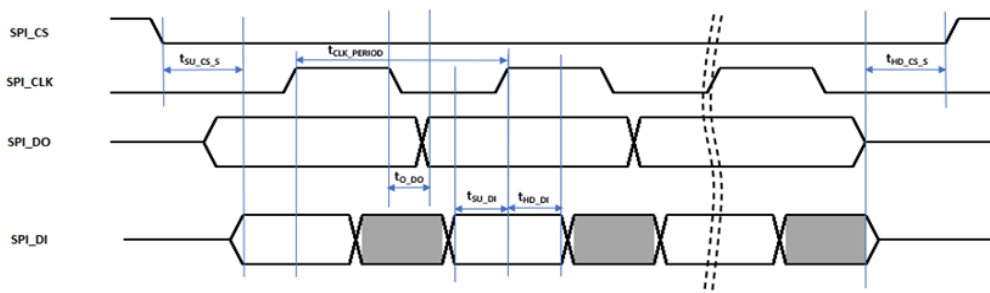 SPI_CS
tSU_CS_S
tCLK_PERIOD
tHD_CS_S
SPI_CLK
SPI_DO
tO_DO
tSU_DI
tHD_DI
SPI_DI